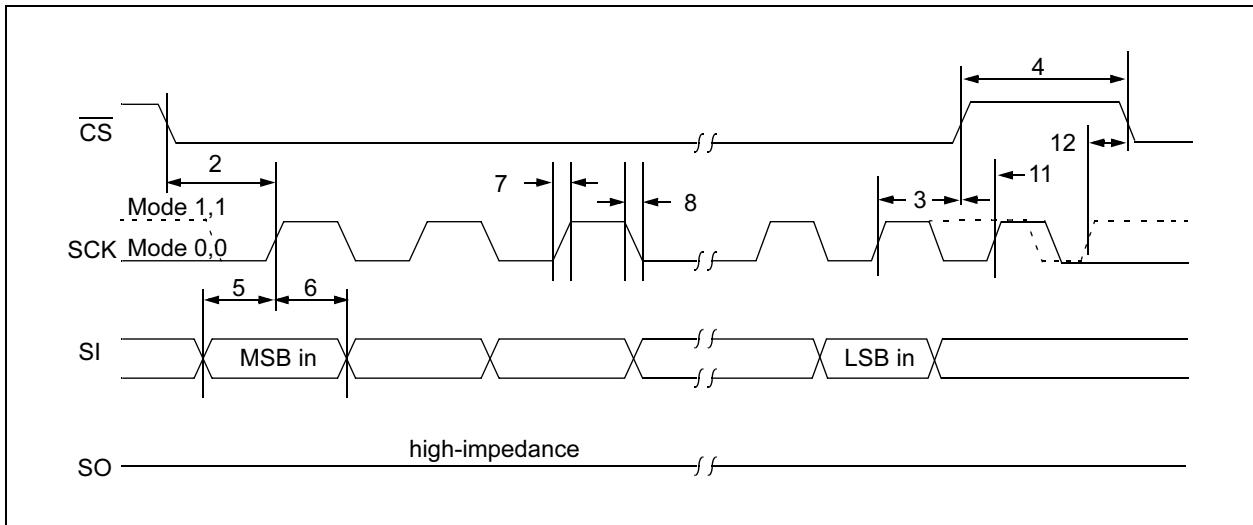 4
CS
12
2
7
11
Mode 1,1
8
3
SCK Mode 0,0
5
6
SI
MSB in
LSB in
high-impedance
SO